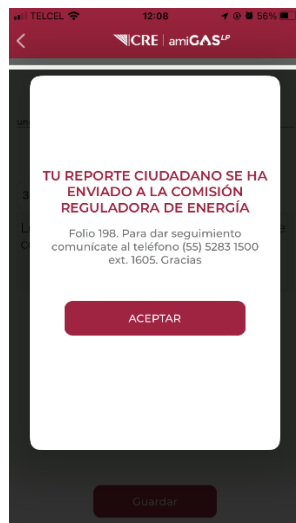 TELCEL 12:08 56%
CRE amiGAS LP
TU REPORTE CIUDADANO SE HA
ENVIADO A LA COMISIÓN
REGULADORA DE ENERGÍA
Folio 198. Para dar seguimiento
comunícate al teléfono (55) 5283 1500
ext. 1605. Gracias
ACEPTAR
Guardar